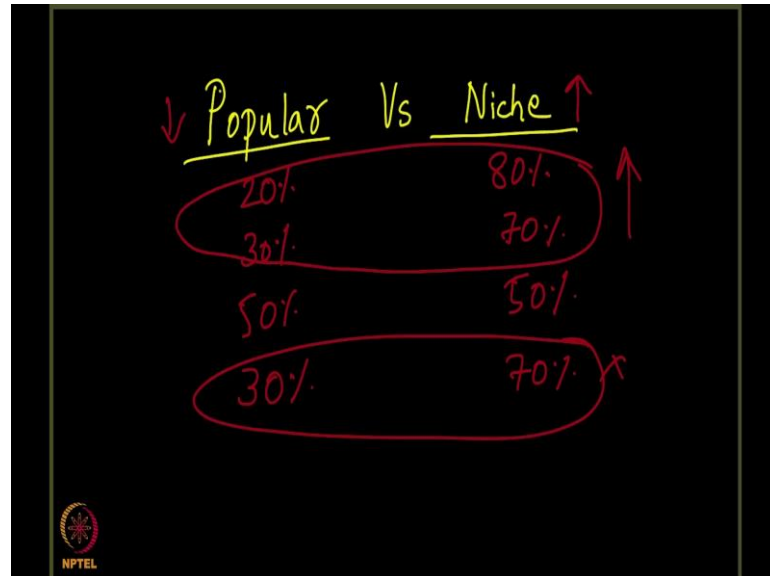 ↓ Popular Vs Niche ↑
20% 80% ↑
30% 70%
50% 50%
30% 70% x
NPTEL